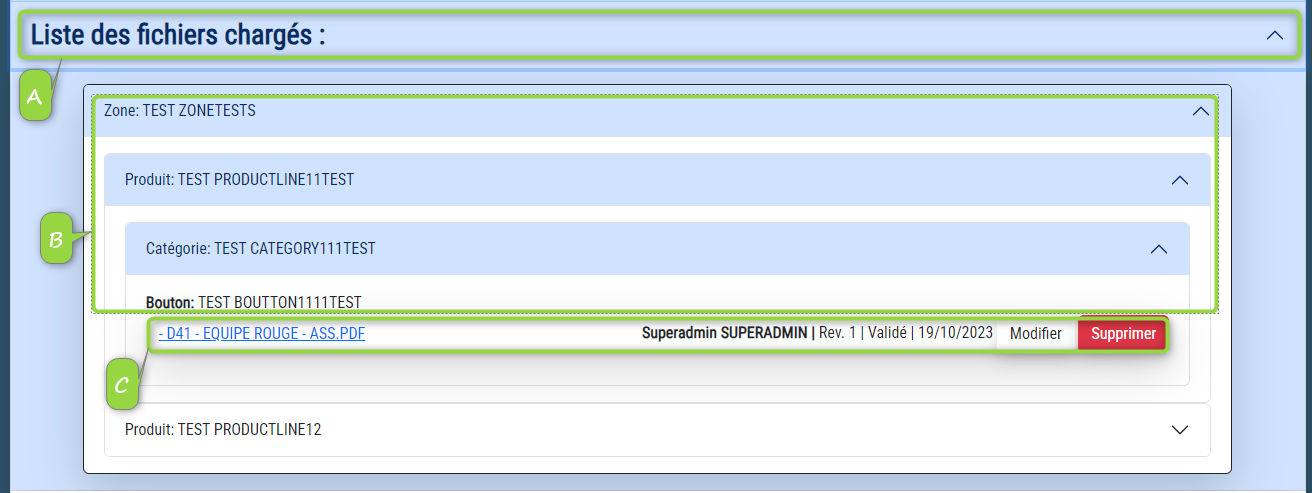 Liste des fichiers chargés :
A
Zone: TEST ZONETESTS
Produit: TEST PRODUCTLINE11TEST
B
Catégorie: TEST CATEGORY111TEST
Bouton: TEST BOUTTON1111TEST
- D41 - EQUIPE ROUGE - ASS.PDF Superadmin SUPERADMIN | Rev. 1 | Validé | 19/10/2023 Modifier Supprimer
C
Produit: TEST PRODUCTLINE12